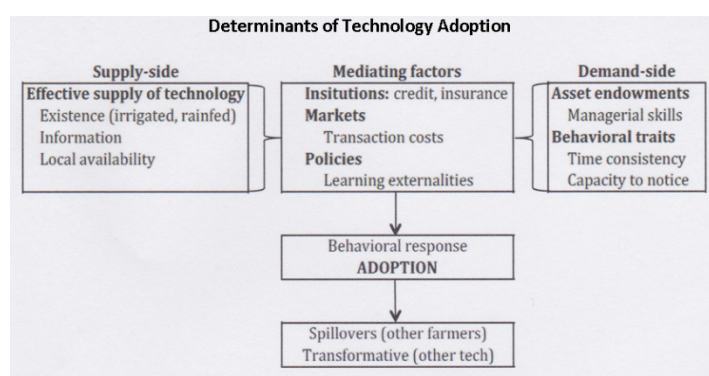 Determinants of Technology Adoption
Supply-side
Effective supply of technology
Existence (irrigated, rainfed)
Information
Local availability
Mediating factors
Insitutions: credit, insurance
Markets
Transaction costs
Policies
Learning externalities
Demand-side
Asset endowments
Managerial skills
Behavioral traits
Time consistency
Capacity to notice
Behavioral response
ADOPTION
Spillovers (other farmers)
Transformative (other tech)